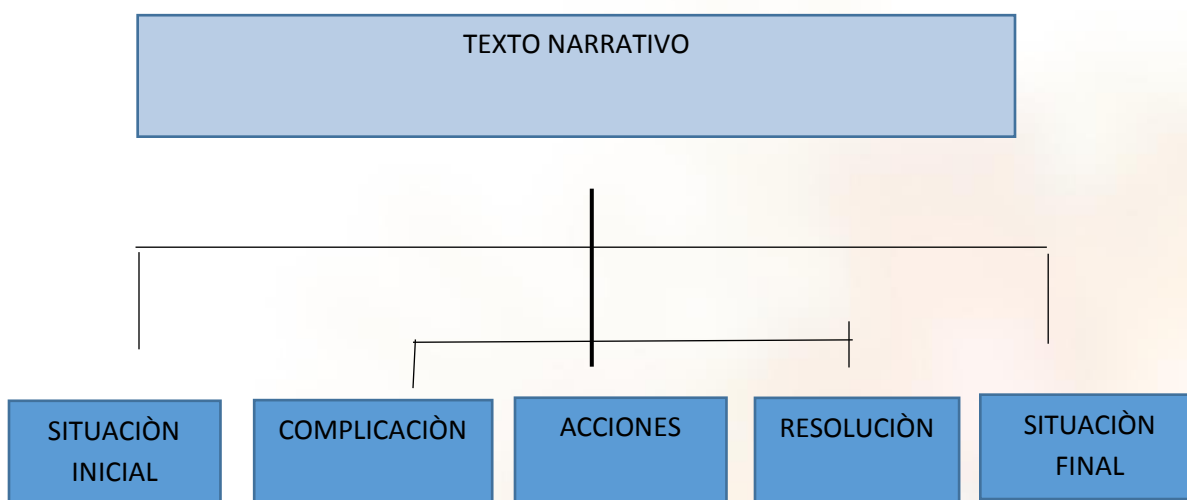 TEXTO NARRATIVO
SITUACIÒN
INICIAL
COMPLICACIÒN
ACCIONES
RESOLUCIÒN
SITUACIÒN
FINAL